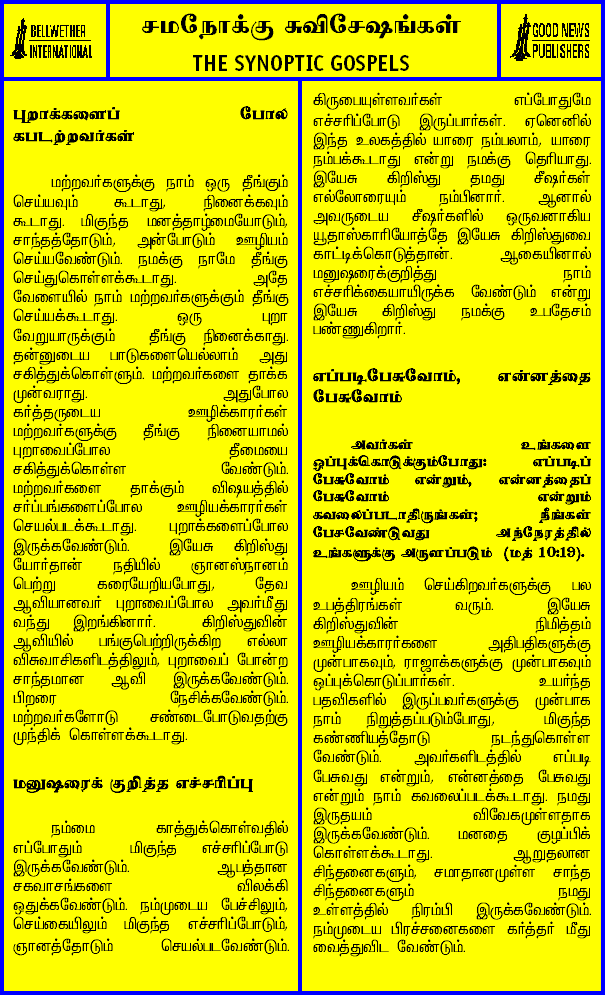 BELLWETHER
INTERNATIONAL
சமநோக்கு சுவிசேஷங்கள்
THE SYNOPTIC GOSPELS
GOOD NEWS
PUBLISHERS
புறாக்களைப் போல
கபடற்றவர்கள்
மற்றவர்களுக்கு நாம் ஒரு தீங்கும்
செய்யவும் கூடாது, நினைக்கவும்
கூடாது. மிகுந்த மனத்தாழ்மையோடும்,
சாந்தத்தோடும், அன்போடும் ஊழியம்
செய்யவேண்டும். நமக்கு நாமே தீங்கு
செய்துகொள்ளக்கூடாது. அதே
வேளையில் நாம் மற்றவர்களுக்கும் தீங்கு
செய்யக்கூடாது. ஒரு புறா
வேறுயாருக்கும் தீங்கு நினைக்காது.
தன்னுடைய பாடுகளையெல்லாம் அது
சகித்துக்கொள்ளும். மற்றவர்களை தாக்க
முன்வராது. அதுபோல
கர்த்தருடைய ஊழிக்காரர்கள்
மற்றவர்களுக்கு தீங்கு நினையாமல்
புறாவைப்போல தீமையை
சகித்துக்கொள்ள வேண்டும்.
மற்றவர்களை தாக்கும் விஷயத்தில்
சர்ப்பங்களைப்போல ஊழியக்காரர்கள்
செயல்படக்கூடாது. புறாக்களைப்போல
இருக்கவேண்டும். இயேசு கிறிஸ்து
யோர்தான் நதியில் ஞானஸ்நானம்
பெற்று கரையேறியபோது, தேவ
ஆவியானவர் புறாவைப்போல அவர்மீது
வந்து இறங்கினார். கிறிஸ்துவின்
ஆவியில் பங்குபெற்றிருக்கிற எல்லா
விசுவாசிகளிடத்திலும், புறாவைப் போன்ற
சாந்தமான ஆவி இருக்கவேண்டும்.
பிறரை நேசிக்கவேண்டும்.
மற்றவர்களோடு சண்டைபோடுவதற்கு
முந்திக் கொள்ளக்கூடாது.
மனுஷரைக் குறித்த எச்சரிப்பு
நம்மை காத்துக்கொள்வதில்
எப்போதும் மிகுந்த எச்சரிப்போடு
இருக்கவேண்டும். ஆபத்தான
சகவாசங்களை விலக்கி
ஒதுக்கவேண்டும். நம்முடைய பேச்சிலும்,
செய்கையிலும் மிகுந்த எச்சரிப்போடும்,
ஞானத்தோடும் செயல்படவேண்டும்.
கிருபையுள்ளவர்கள் எப்போதுமே
எச்சரிப்போடு இருப்பார்கள். ஏனெனில்
இந்த உலகத்தில் யாரை நம்பலாம், யாரை
நம்பக்கூடாது என்று நமக்கு தெரியாது.
இயேசு கிறிஸ்து தமது சீஷர்கள்
எல்லோரையும் நம்பினார். ஆனால்
அவருடைய சீஷர்களில் ஒருவனாகிய
யூதாஸ்காரியோத்தே இயேசு கிறிஸ்துவை
காட்டிக்கொடுத்தான். ஆகையினால்
மனுஷரைக்குறித்து நாம்
எச்சரிக்கையாயிருக்க வேண்டும் என்று
இயேசு கிறிஸ்து நமக்கு உபதேசம்
பண்ணுகிறார்.
எப்படிபேசுவோம், என்னத்தை
பேசுவோம்
அவர்கள் உங்களை
ஒப்புக்கொடுக்கும்போது: எப்படிப்
பேசுவோம் என்றும், என்னத்தைப்
பேசுவோம் என்றும்
கவலைப்படாதிருங்கள்; நீங்கள்
பேசவேண்டுவது அந்நேரத்தில்
உங்களுக்கு அருளப்படும் (மத் 10:19).
ஊழியம் செய்கிறவர்களுக்கு பல
உபத்திரங்கள் வரும். இயேசு
கிறிஸ்துவின் நிமித்தம்
ஊழியக்காரர்களை அதிபதிகளுக்கு
முன்பாகவும், ராஜாக்களுக்கு முன்பாகவும்
ஒப்புக்கொடுப்பார்கள். உயர்ந்த
பதவிகளில் இருப்பவர்களுக்கு முன்பாக
நாம் நிறுத்தப்படும்போது, மிகுந்த
கண்ணியத்தோடு நடந்துகொள்ள
வேண்டும். அவர்களிடத்தில் எப்படி
பேசுவது என்றும், என்னத்தை பேசுவது
என்றும் நாம் கவலைப்படக்கூடாது. நமது
இருதயம் விவேகமுள்ளதாக
இருக்கவேண்டும். மனதை குழப்பிக்
கொள்ளக்கூடாது. ஆறுதலான
சிந்தனைகளும், சமாதானமுள்ள சாந்த
சிந்தனைகளும் நமது
உள்ளத்தில் நிரம்பி இருக்கவேண்டும்.
நம்முடைய பிரச்சனைகளை கர்த்தர் மீது
வைத்துவிட வேண்டும்.